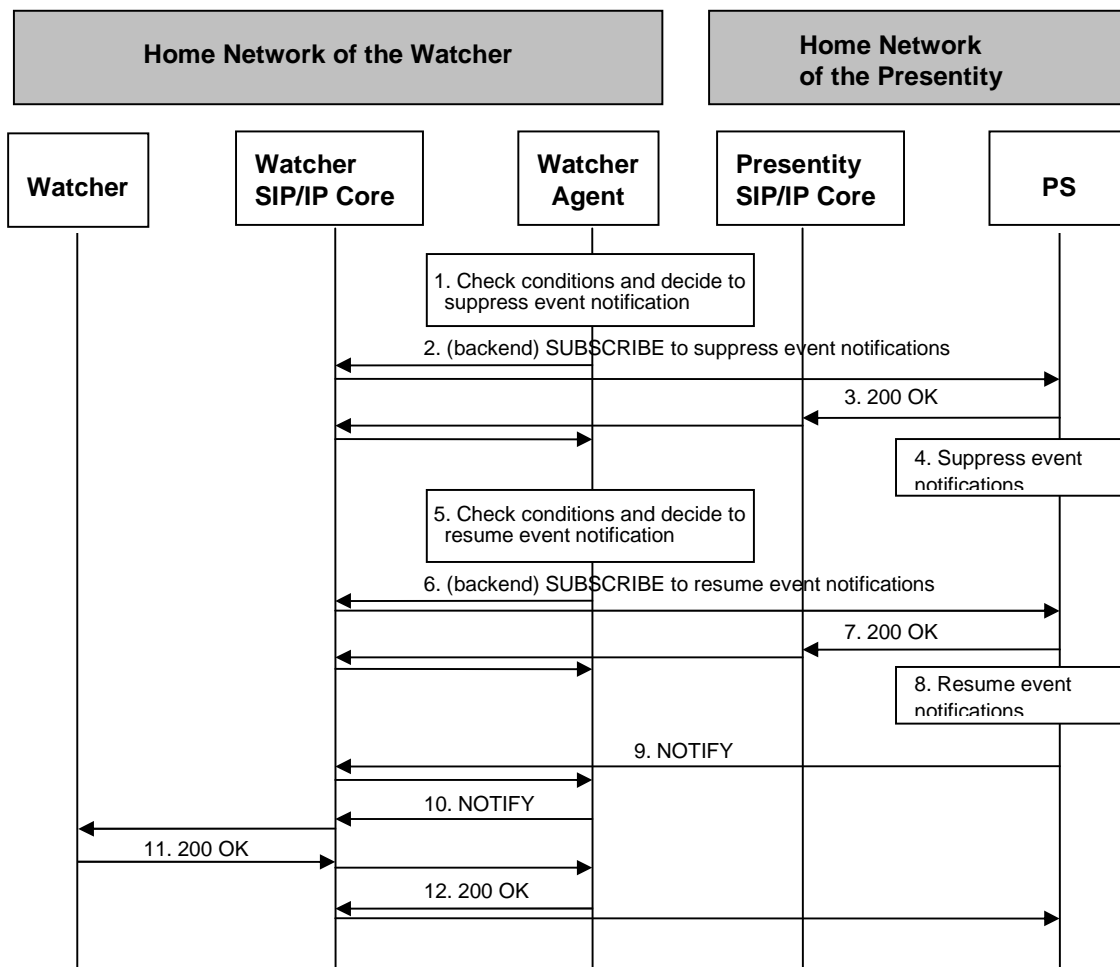 Home Network of the Watcher
Home Network
of the Presentity
Watcher
Watcher
SIP/IP Core
Watcher
Agent
Presentity
SIP/IP Core
PS
1. Check conditions and decide to
suppress event notification
2. (backend) SUBSCRIBE to suppress event notifications
3. 200 OK
4. Suppress event
notifications
5. Check conditions and decide to
resume event notification
6. (backend) SUBSCRIBE to resume event notifications
7. 200 OK
8. Resume event
notifications
9. NOTIFY
10. NOTIFY
11. 200 OK
12. 200 OK